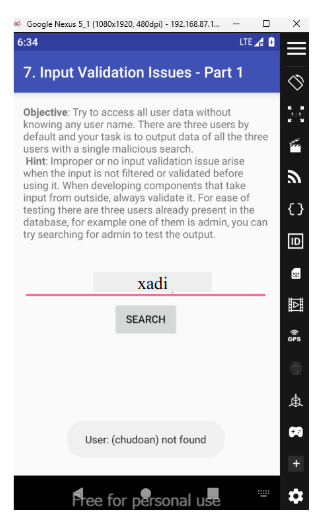 Google Nexus 5_1 (1080x1920, 480dpi) - 192.168.87.1...
6:34
LTE
7. Input Validation Issues - Part 1
Objective: Try to access all user data without
knowing any user name. There are three users by
default and your task is to output data of all the three
users with a single malicious search.
Hint: Improper or no input validation issue arise
when the input is not filtered or validated before
using it. When developing components that take
input from outside, always validate it. For ease of
testing there are three users already present in the
database, for example one of them is admin, you can
try searching for admin to test the output.
xadi
SEARCH
User: (chudoan) not found
Free for personal use
1:1
ID
GPS